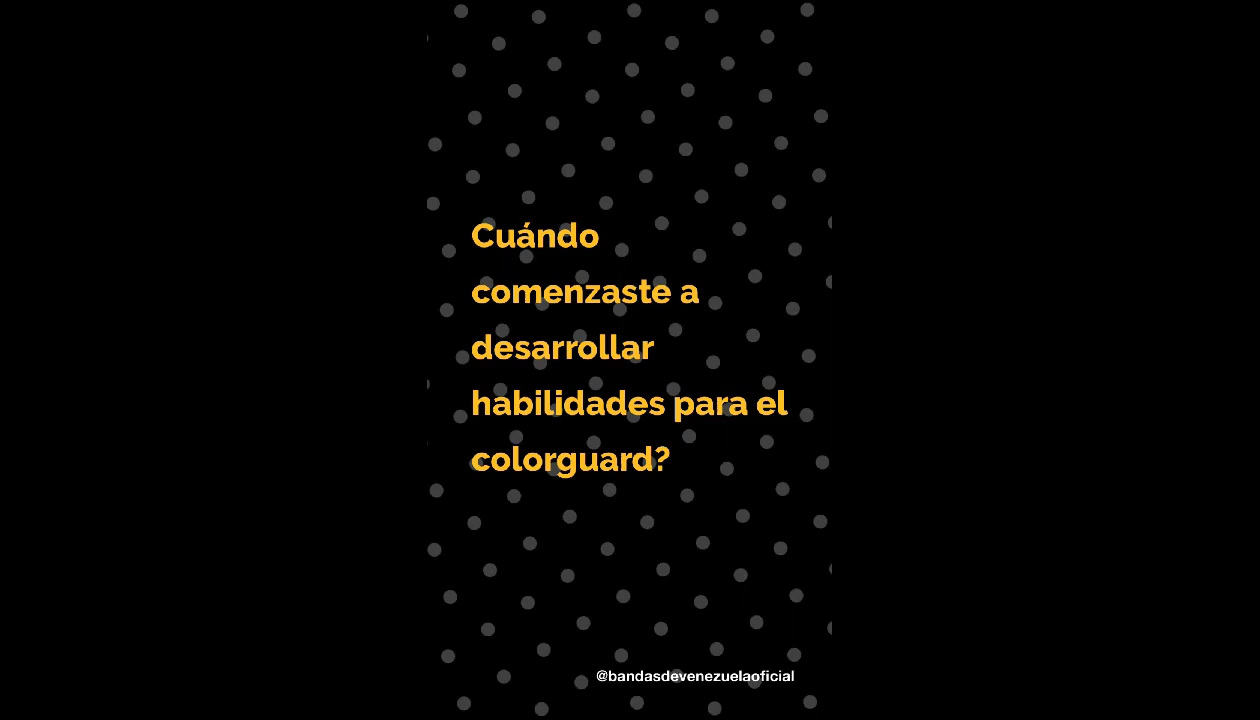 Cuándo
comenzaste a
desarrollar
habilidades para el
colorguard?
@bandasdevenezuelaoficial